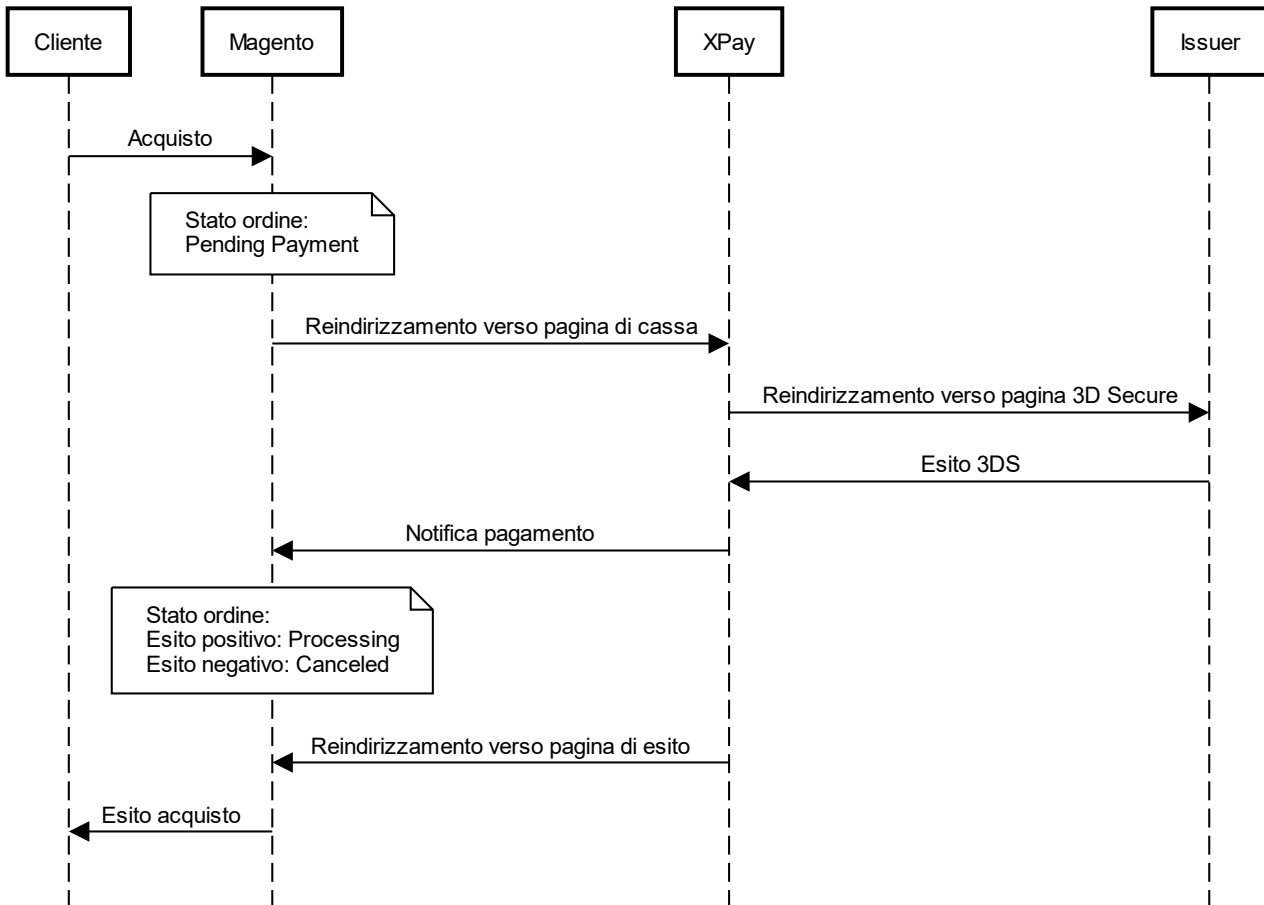 Cliente
Magento
XPay
Issuer
Acquisto
Stato ordine:
Pending Payment
Reindirizzamento verso pagina di cassa
Reindirizzamento verso pagina 3D Secure
Esito 3DS
Notifica pagamento
Stato ordine:
Esito positivo: Processing
Esito negativo: Canceled
Reindirizzamento verso pagina di esito
Esito acquisto